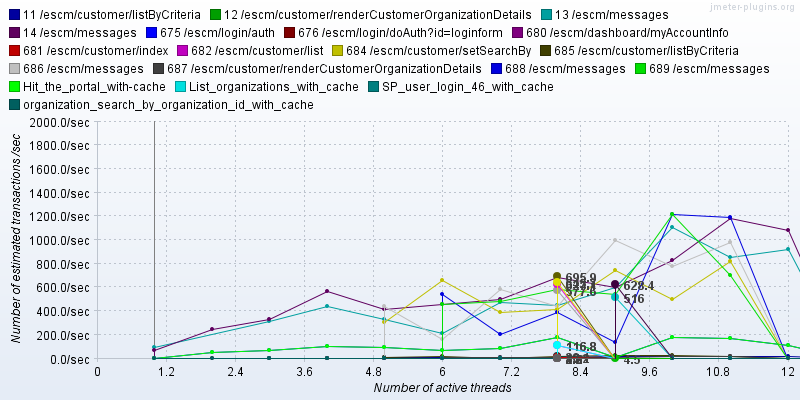 jmeter-plugins.org
11 /escm/customer/listByCriteria 12 /escm/customer/renderCustomerOrganizationDetails 13 /escm/messages
14 /escm/messages 675 /escm/login/auth 676 /escm/login/doAuth?id=loginform 680 /escm/dashboard/myAccountInfo
681 /escm/customer/index 682 /escm/customer/list 684 /escm/customer/setSearchBy 685 /escm/customer/listByCriteria
686 /escm/messages 687 /escm/customer/renderCustomerOrganizationDetails 688 /escm/messages 689 /escm/messages
Hit_the_portal_with-cache List_organizations_with_cache SP_user_login_46_with_cache
organization_search_by_organization_id_with_cache
Number of estimated transactions /sec
2000.0/sec
1800.0/sec
1600.0/sec
1400.0/sec
1200.0/sec
1000.0/sec
800.0/sec
600.0/sec
400.0/sec
200.0/sec
0.0/sec
695.9
577.6
628.4
516
116.8
4.5
0 1.2 2.4 3.6 4.8 6 7.2 8.4 9.6 10.8 12
Number of active threads